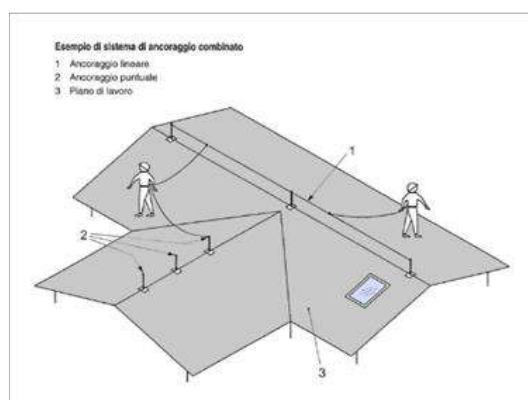 Esempio di sistema di ancoraggio combinato
1 Ancoraggio lineare
2 Ancoraggio puntuale
3 Piano di lavoro
1
2
3